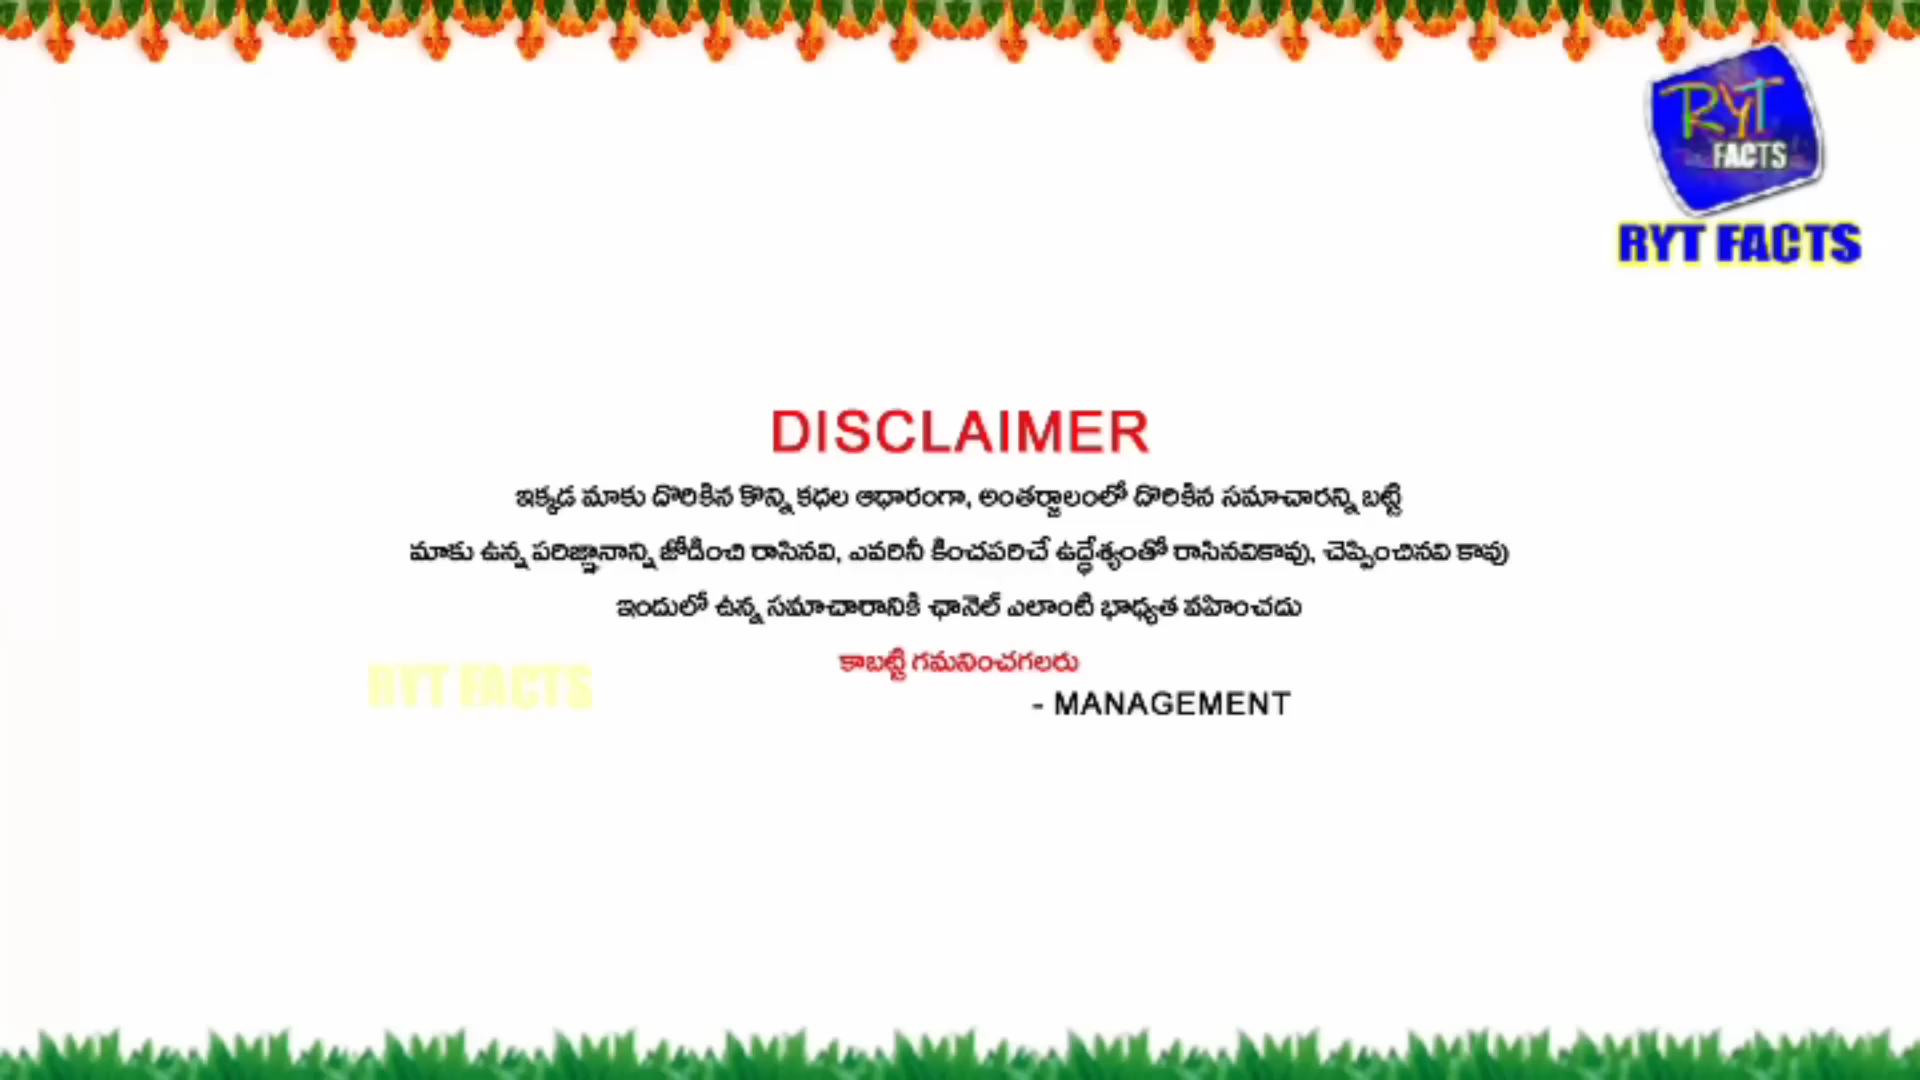 RYT
FACTS
RYT FACTS
DISCLAIMER
ఇక్కడ మాకు దొరికిన కొన్ని కధల ఆధారంగా, అంతర్జాలంలో దొరికిన సమాచారన్ని బట్టి
మాకు ఉన్న పరిజ్ఞానాన్ని జోడించి రాసినవి, ఎవరినీ కించపరిచే ఉద్ధేశ్యంతో రాసినవికావు, చెప్పించినవి కావు
ఇందులో ఉన్న సమాచారానికి ఛానెల్ ఎలాంటి భాధ్యత వహించదు
కాబట్టి గమనించగలరు
RYT FACTS
- MANAGEMENT